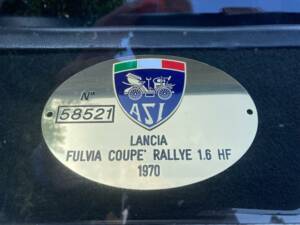 ASI
N°
58521
LANCIA
FULVIA COUPE' RALLYE 1.6 HF
1970